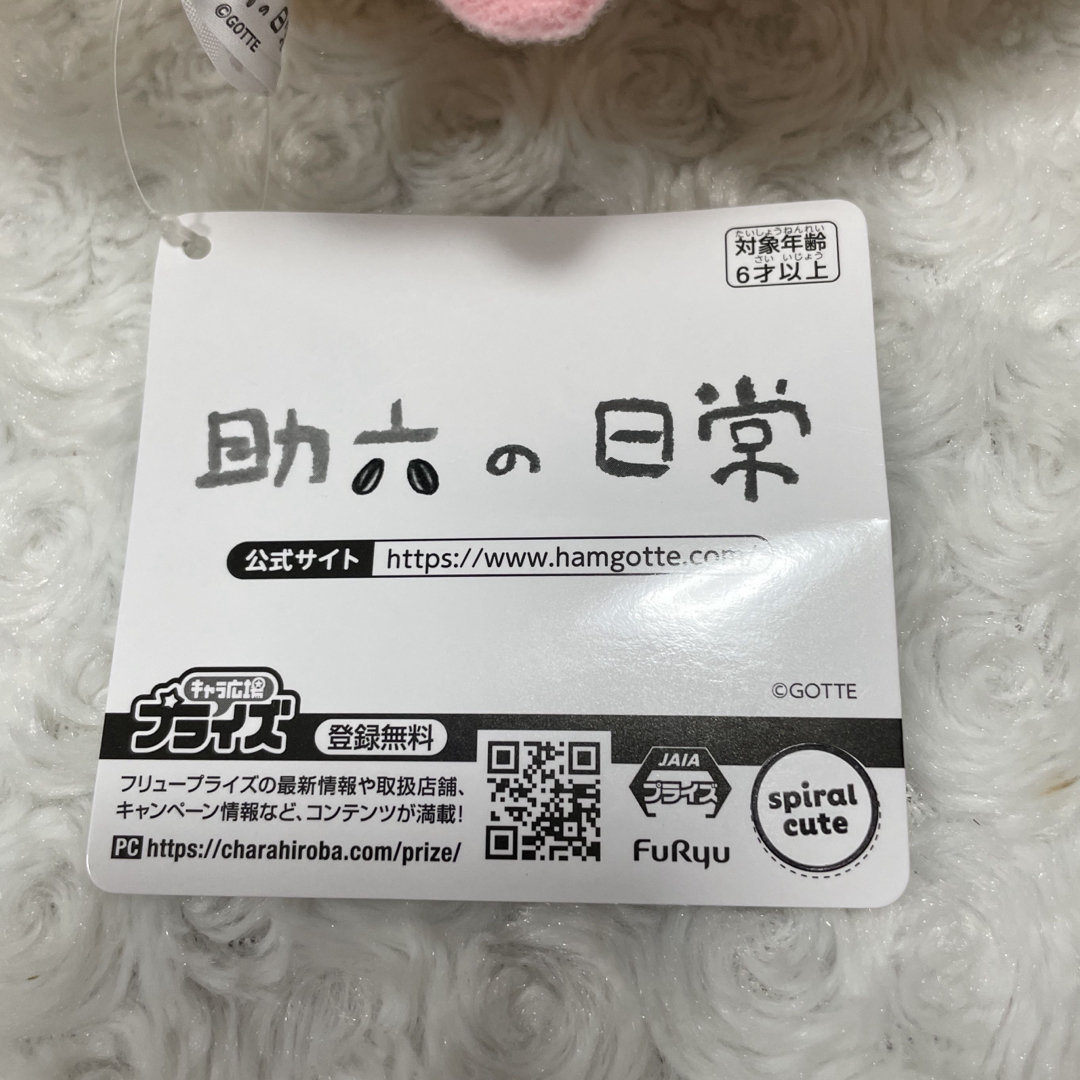 ©GOTTE
たいしょうねんれい
対象年齢
さい いじょう
6才以上
助六の日常
公式サイト https://www.hamgotte.com/
©GOTTE
キャラ広場
プライズ
登録無料
フリュープライズの最新情報や取扱店舗、
キャンペーン情報など、コンテンツが満載!
PC https://charahiroba.com/prize/
JAIA
プライズ
FuRyu
spiral
cute